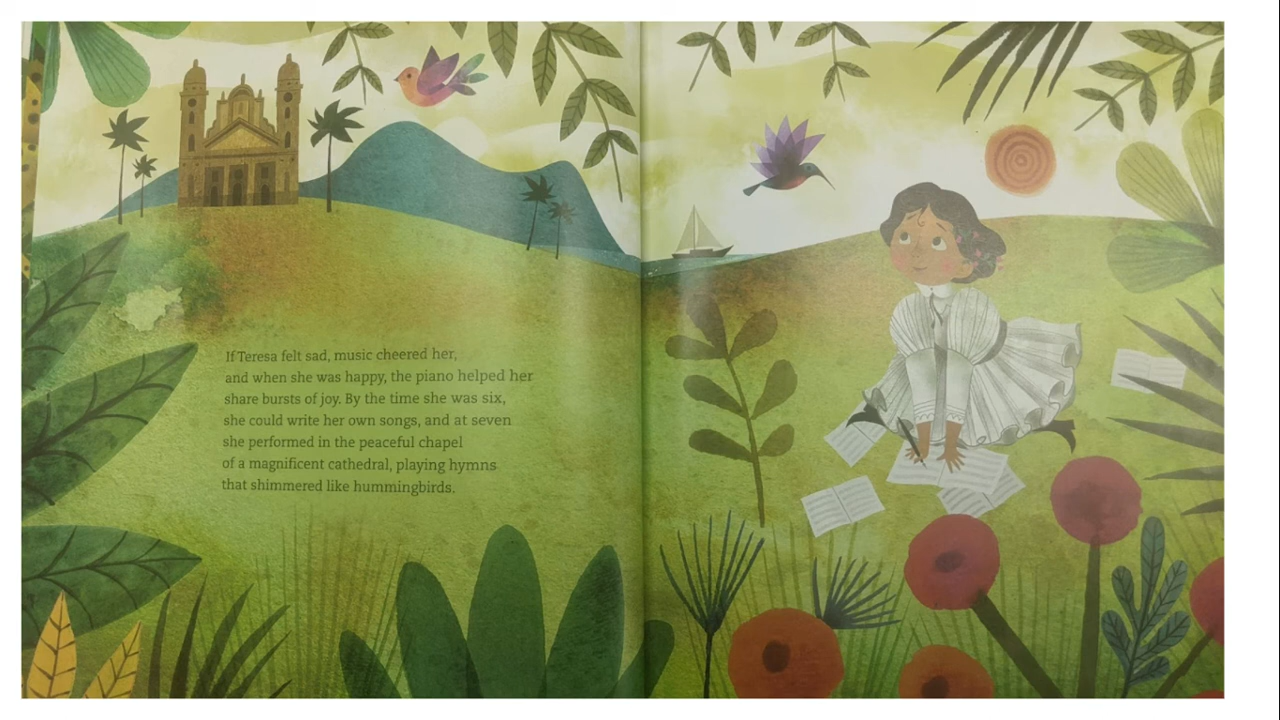 If Teresa felt sad, music cheered her,
and when she was happy, the piano helped her
share bursts of joy. By the time she was six,
she could write her own songs, and at seven
she performed in the peaceful chapel
of a magnificent cathedral, playing hymns
that shimmered like hummingbirds.